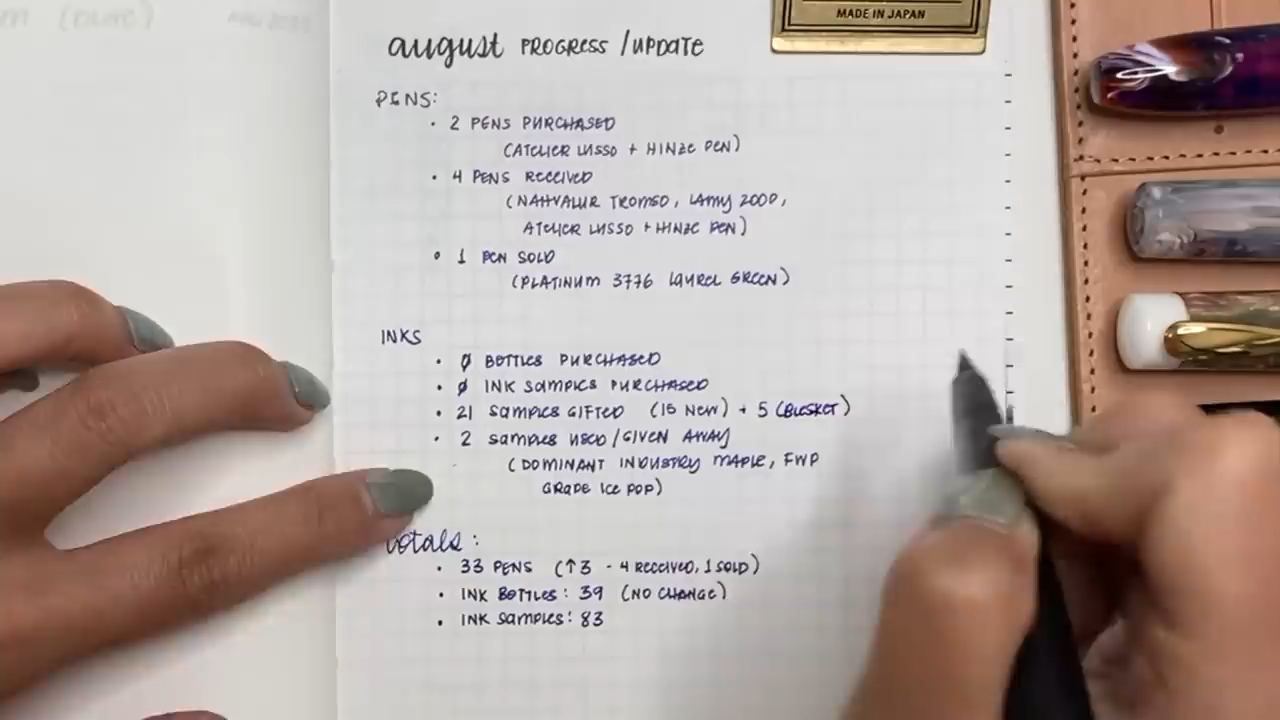 MADE IN JAPAN
august PROGRESS / UPDATE
PENS:
• 2 PENS PURCHASED
(ATELIER LUSSO + HINZE PEN)
• 4 PENS RECEIVED
(NAHVALUR TROMSO, LAMY 2000,
ATELIER LUSSO + HINZE PEN)
• 1 PEN SOLD
(PLATINUM 3776 LAUREL GREEN)
INKS
• Ø BOTTLES PURCHASED
• Ø INK SAMPLES PURCHASED
• 21 SAMPLES GIFTED (15 NEW) + 5 (BLESKET)
• 2 SAMPLES USED / GIVEN AWAY
(DOMINANT INDUSTRY MAPLE, FWP
GRAPE ICE POP)
totals:
• 33 PENS (↑3 - 4 RECEIVED, 1 SOLD)
• INK BOTTLES: 39 (NO CHANGE)
• INK SAMPLES: 83